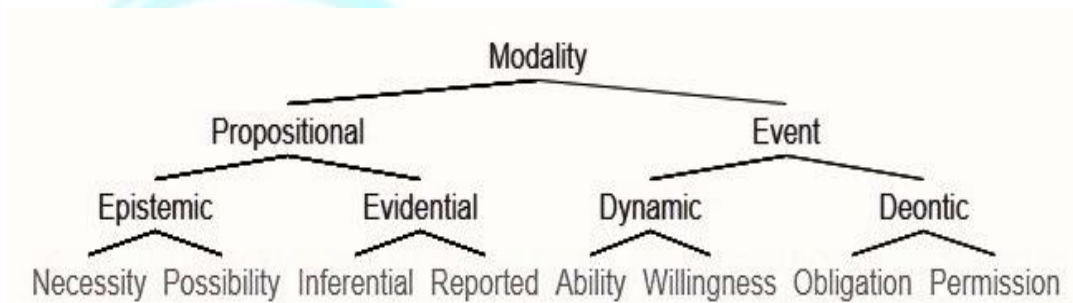 Modality
Propositional Event
Epistemic Evidential Dynamic Deontic
Necessity Possibility Inferential Reported Ability Willingness Obligation Permission